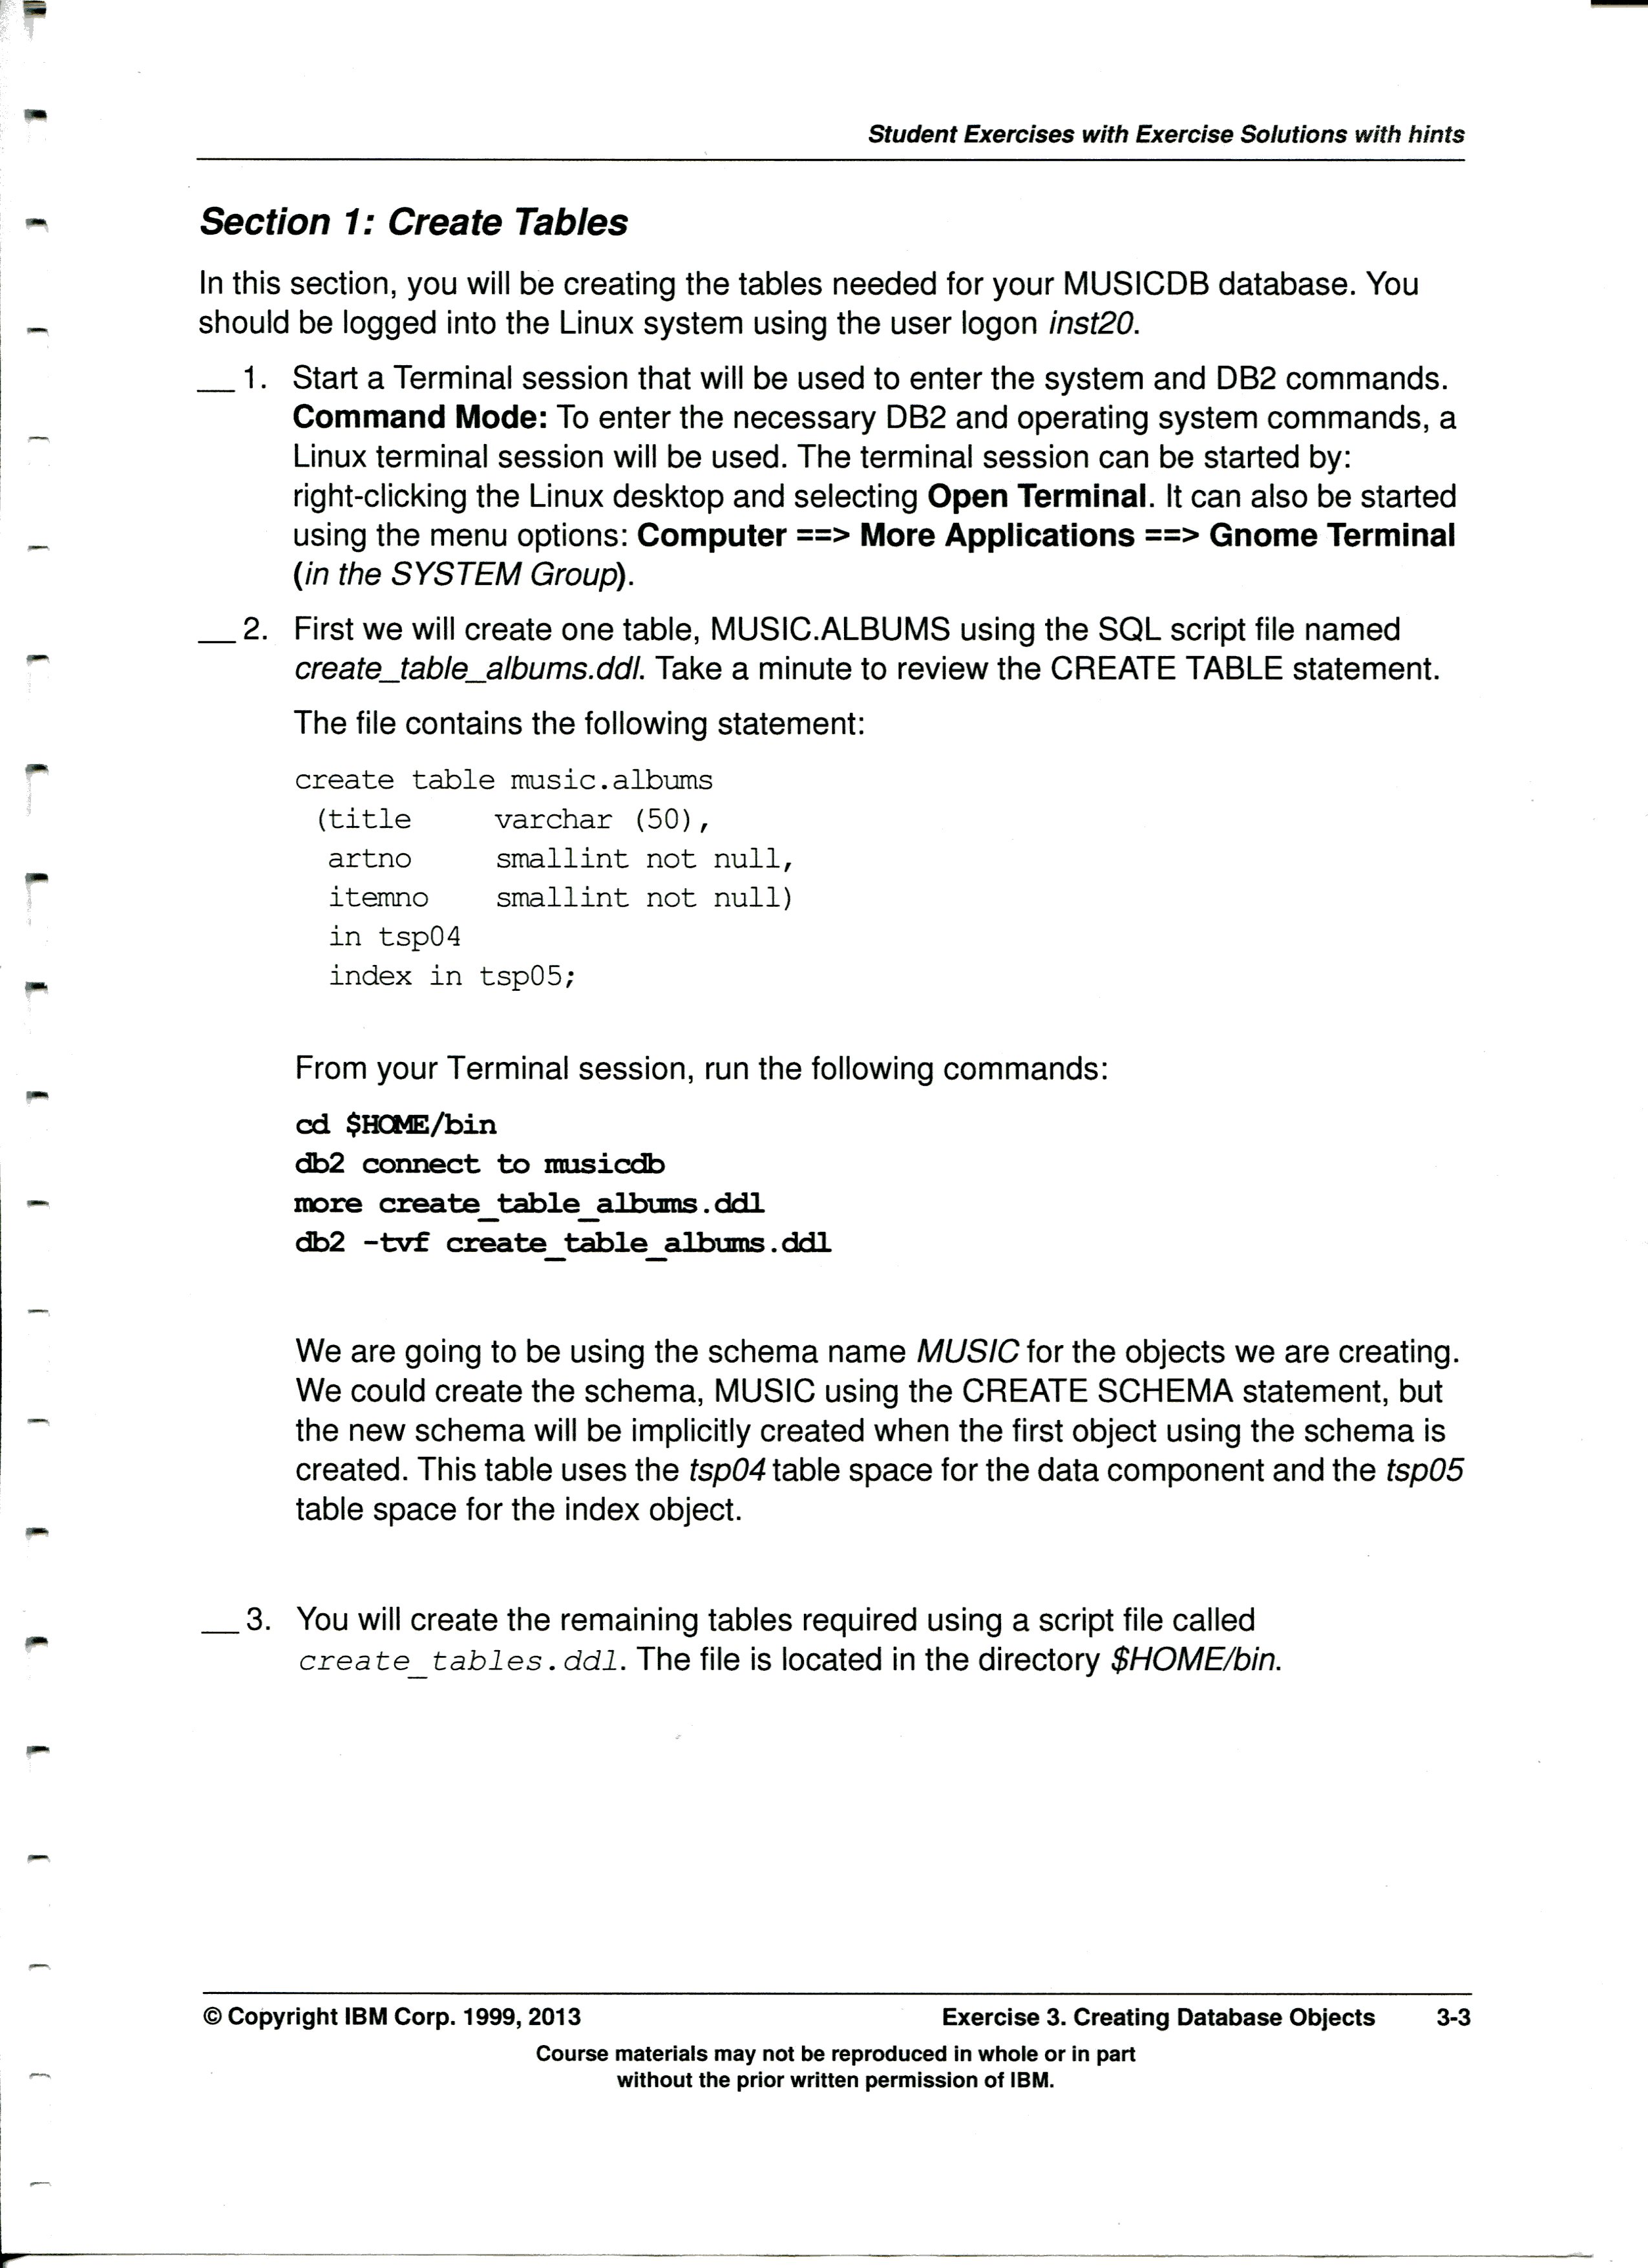 Student Exercises with Exercise Solutions with hints
Section 1: Create Tables
In this section, you will be creating the tables needed for your MUSICDB database. You
should be logged into the Linux system using the user logon inst20.
__ 1. Start a Terminal session that will be used to enter the system and DB2 commands.
Command Mode: To enter the necessary DB2 and operating system commands, a
Linux terminal session will be used. The terminal session can be started by:
right-clicking the Linux desktop and selecting Open Terminal. It can also be started
using the menu options: Computer ==> More Applications ==> Gnome Terminal
(in the SYSTEM Group).
__ 2. First we will create one table, MUSIC.ALBUMS using the SQL script file named
create_table_albums.ddl. Take a minute to review the CREATE TABLE statement.
The file contains the following statement:
create table music.albums
(title varchar (50),
artno smallint not null,
itemno smallint not null)
in tsp04
index in tsp05;
From your Terminal session, run the following commands:
cd $HOME/bin
db2 connect to musicdb
more create_table_albums.ddl
db2 -tvf create_table_albums.ddl
We are going to be using the schema name MUSIC for the objects we are creating.
We could create the schema, MUSIC using the CREATE SCHEMA statement, but
the new schema will be implicitly created when the first object using the schema is
created. This table uses the tsp04 table space for the data component and the tsp05
table space for the index object.
__ 3. You will create the remaining tables required using a script file called
create_tables.ddl. The file is located in the directory $HOME/bin.
© Copyright IBM Corp. 1999, 2013 Exercise 3. Creating Database Objects 3-3
Course materials may not be reproduced in whole or in part
without the prior written permission of IBM.